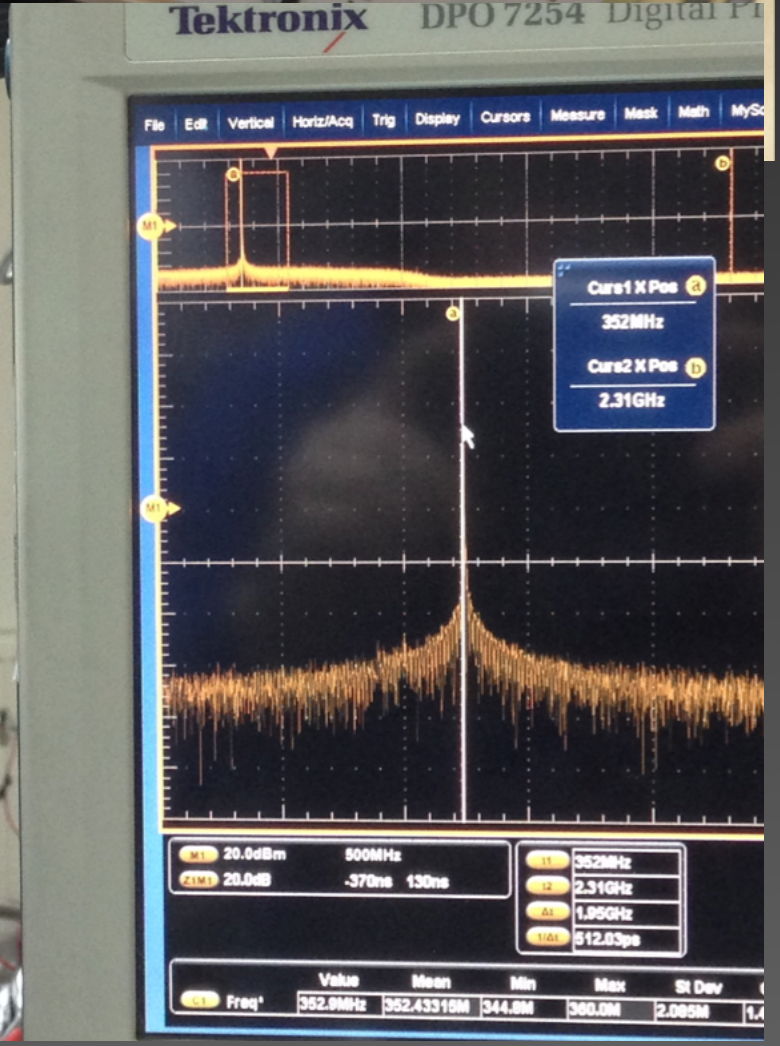 Tektronix DPO 7254 Digital
File Edit Vertical Horiz/Acq Trig Display Cursors Measure Mask Math
a
b
M1
Curs1 X Pos a
352MHz
Curs2 X Pos b
2.31GHz
a
M1
M1 20.0dBm 500MHz
Z1M1 20.0dB -370ns 130ns
t1 352MHz
t2 2.31GHz
Δt 1.95GHz
1/Δt 512.03ps
Value Mean Min Max St Dev
C1 Freq* 352.9MHz 352.43315M 344.8M 360.0M 2.085M